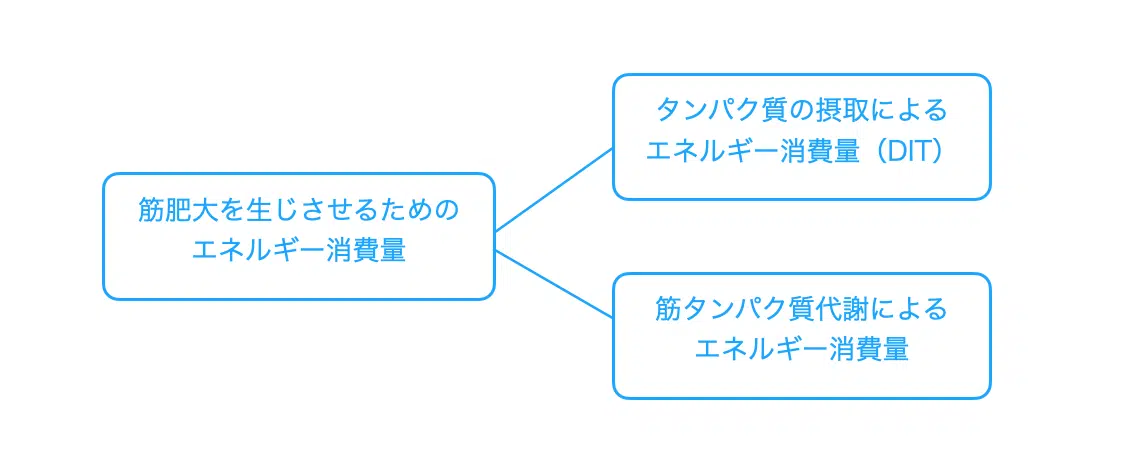 筋肥大を生じさせるための
エネルギー消費量
タンパク質の摂取による
エネルギー消費量（DIT）
筋タンパク質代謝による
エネルギー消費量